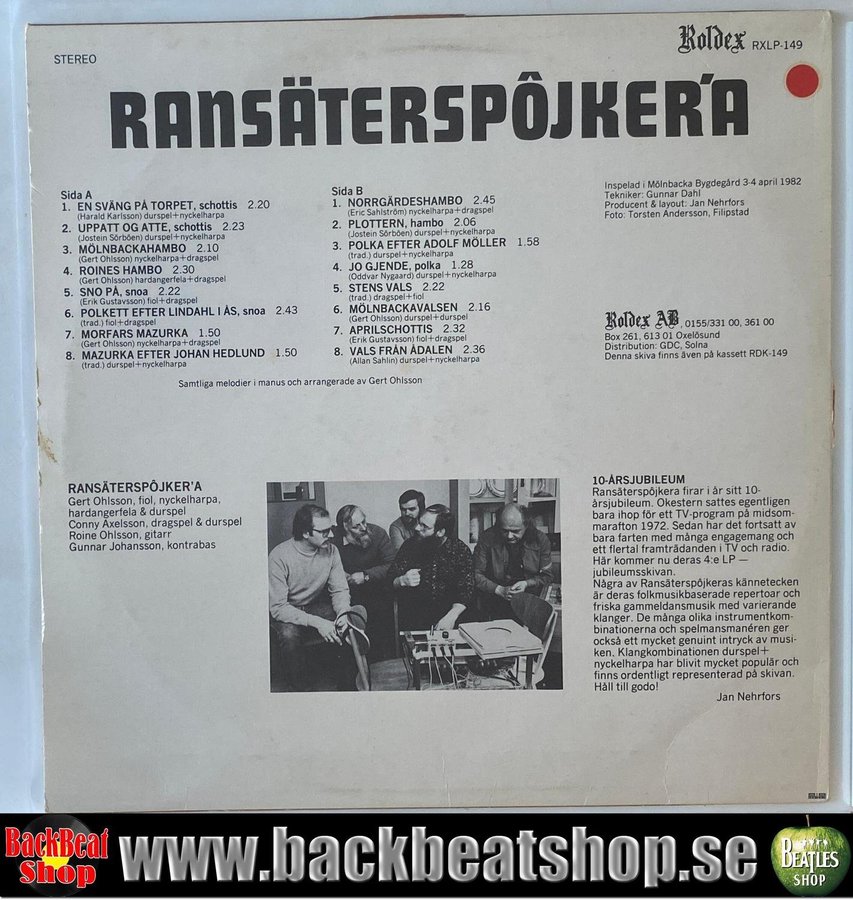 STEREO
Roldex RXLP-149
RANSÄTERSPÔJKER'A
Sida A
1. EN SVÄNG PÅ TORPET, schottis 2.20
(Harald Karlsson) durspel+nyckelharpa
2. UPPATT OG ATTE, schottis 2.23
(Jostein Sörböen) durspel+nyckelharpa
3. MÖLNBACKAHAMBO 2.10
(Gert Ohlsson) nyckelharpa+dragspel
4. ROINES HAMBO 2.30
(Gert Ohlsson) hardangerfela+dragspel
5. SNO PÅ, snoa 2.22
(Erik Gustavsson) fiol+dragspel
6. POLKETT EFTER LINDAHL I ÅS, snoa 2.43
(trad.) fiol+dragspel
7. MORFARS MAZURKA 1.50
(Gert Ohlsson) nyckelharpa+dragspel
8. MAZURKA EFTER JOHAN HEDLUND 1.50
(trad.) durspel+nyckelharpa
Sida B
1. NORRGÄRDESHAMBO 2.45
(Eric Sahlström) nyckelharpa+dragspel
2. PLOTTERN, hambo 2.06
(Jostein Sörböen) durspel+nyckelharpa
3. POLKA EFTER ADOLF MÖLLER 1.58
(trad.) durspel+nyckelharpa
4. JO GJENDE, polka 1.28
(Oddvar Nygaard) durspel+nyckelharpa
5. STENS VALS 2.22
(trad.) dragspel+fiol
6. MÖLNBACKAVALSEN 2.16
(Gert Ohlsson) durspel+durspel
7. APRILSCHOTTIS 2.32
(Erik Gustavsson) fiol+dragspel
8. VALS FRÅN ÅDALEN 2.36
(Allan Sahlin) durspel+nyckelharpa
Samtliga melodier i manus och arrangerade av Gert Ohlsson
Inspelad i Mölnbacka Bygdegård 3-4 april 1982
Tekniker: Gunnar Dahl
Producent & layout: Jan Nehrfors
Foto: Torsten Andersson, Filipstad
Roldex AB, 0155/331 00, 361 00
Box 261, 613 01 Oxelösund
Distribution: GDC, Solna
Denna skiva finns även på kassett RDK-149
RANSÄTERSPÔJKER'A
Gert Ohlsson, fiol, nyckelharpa,
hardangerfela & durspel
Conny Axelsson, dragspel & durspel
Roine Ohlsson, gitarr
Gunnar Johansson, kontrabas
10-ÅRSJUBILEUM
Ransäterspôjkera firar i år sitt 10-
årsjubileum. Okestern sattes egentligen
bara ihop för ett TV-program på midsom-
marafton 1972. Sedan har det fortsatt av
bara farten med många engagemang och
ett flertal framträdanden i TV och radio.
Här kommer nu deras 4:e LP —
jubileumsskivan.
Några av Ransäterspôjkeras kännetecken
är deras folkmusikbaserade repertoar och
friska gammeldansmusik med varierande
klanger. De många olika instrumentkom-
binationerna och spelmansmanéren ger
också ett mycket genuint intryck av musi-
ken. Klangkombinationen durspel+
nyckelharpa har blivit mycket populär och
finns ordentligt representerad på skivan.
Håll till godo!
Jan Nehrfors
BackBeat
Shop
www.backbeatshop.se
BEATLES
SHOP